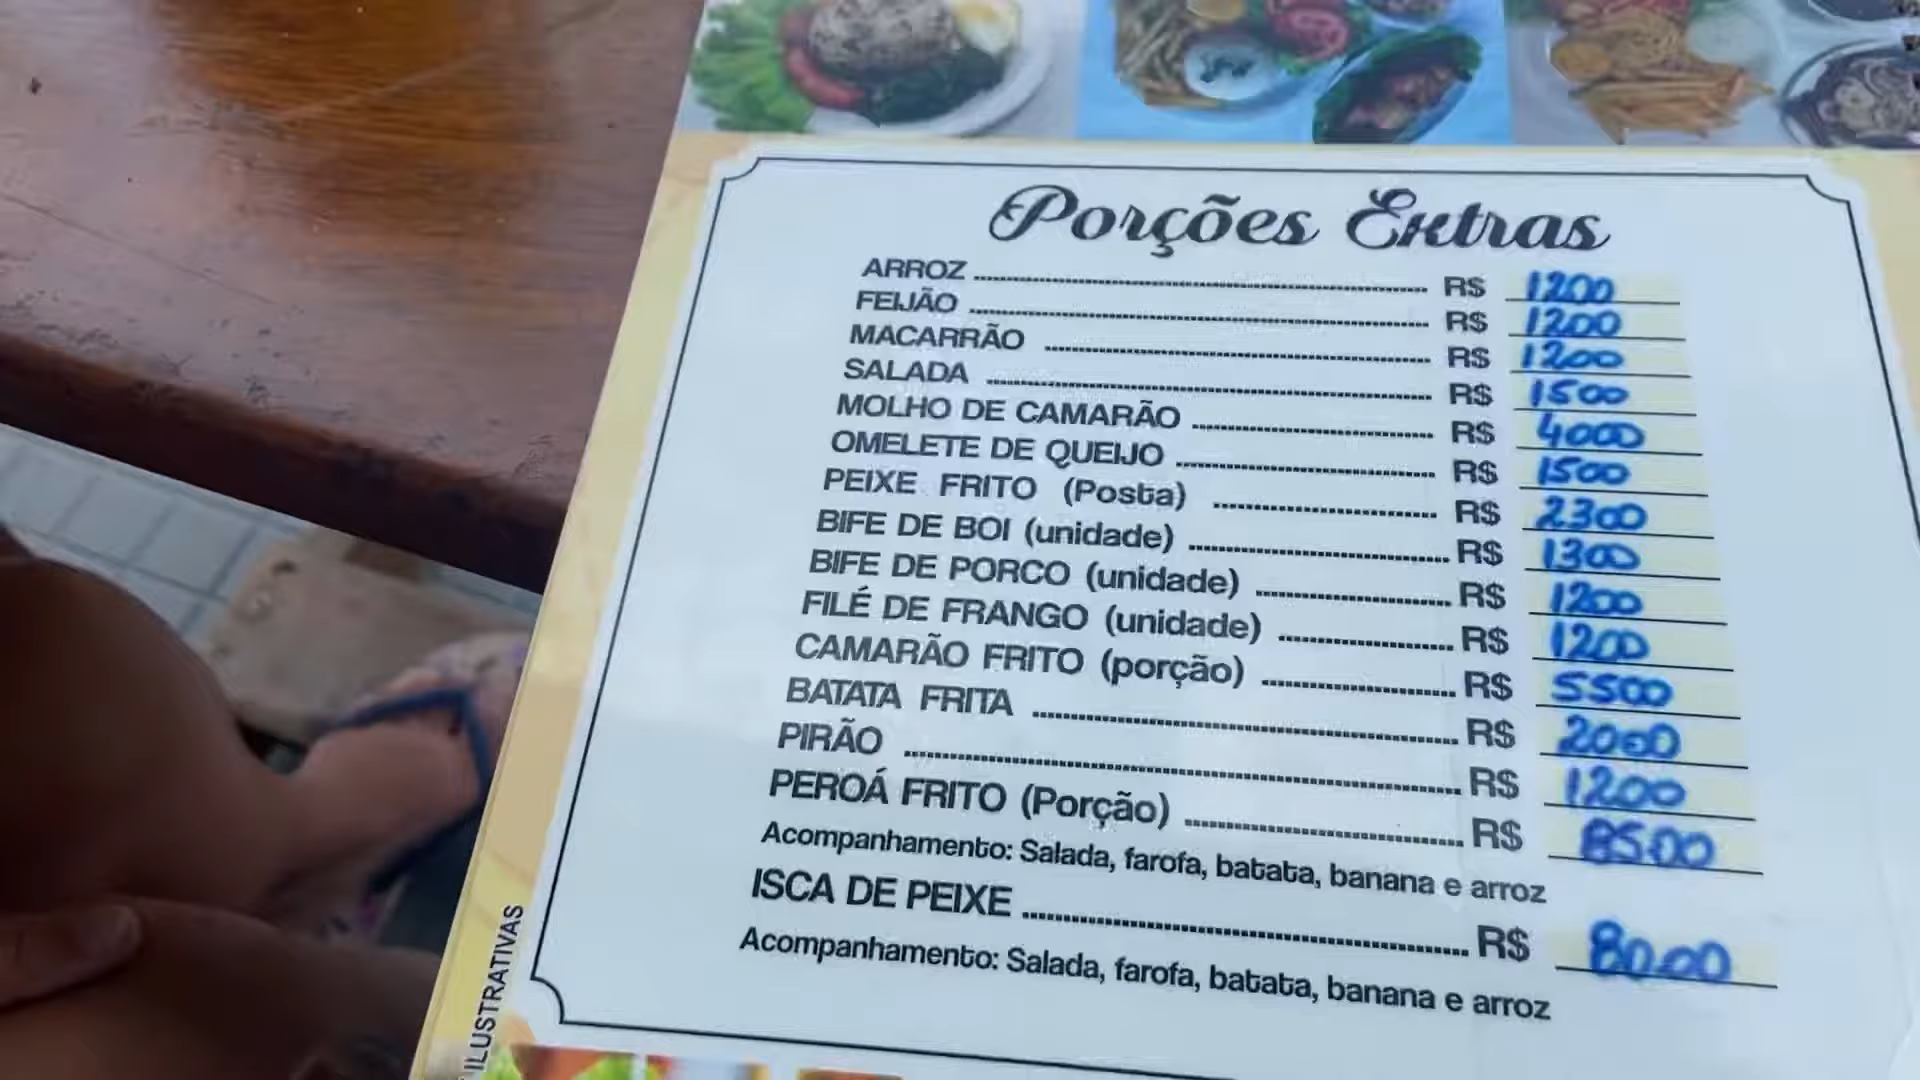 Porções Extras
ARROZ R$ 1200
FEIJÃO R$ 1200
MACARRÃO R$ 1200
SALADA R$ 1500
MOLHO DE CAMARÃO R$ 4000
OMELETE DE QUEIJO R$ 1500
PEIXE FRITO (Posta) R$ 2300
BIFE DE BOI (unidade) R$ 1300
BIFE DE PORCO (unidade) R$ 1200
FILÉ DE FRANGO (unidade) R$ 1200
CAMARÃO FRITO (porção) R$ 5500
BATATA FRITA R$ 2000
PIRÃO R$ 1200
PEROÁ FRITO (Porção) R$ 85.00
Acompanhamento: Salada, farofa, batata, banana e arroz
ISCA DE PEIXE R$ 80.00
Acompanhamento: Salada, farofa, batata, banana e arroz
ILUSTRATIVAS